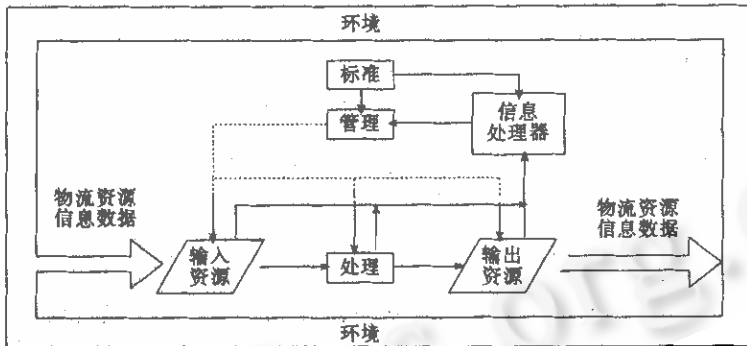 环境
标准
管理
信息
处理器
物流资源
信息数据
物流资源
信息数据
输入
资源
处理
输出
资源
环境